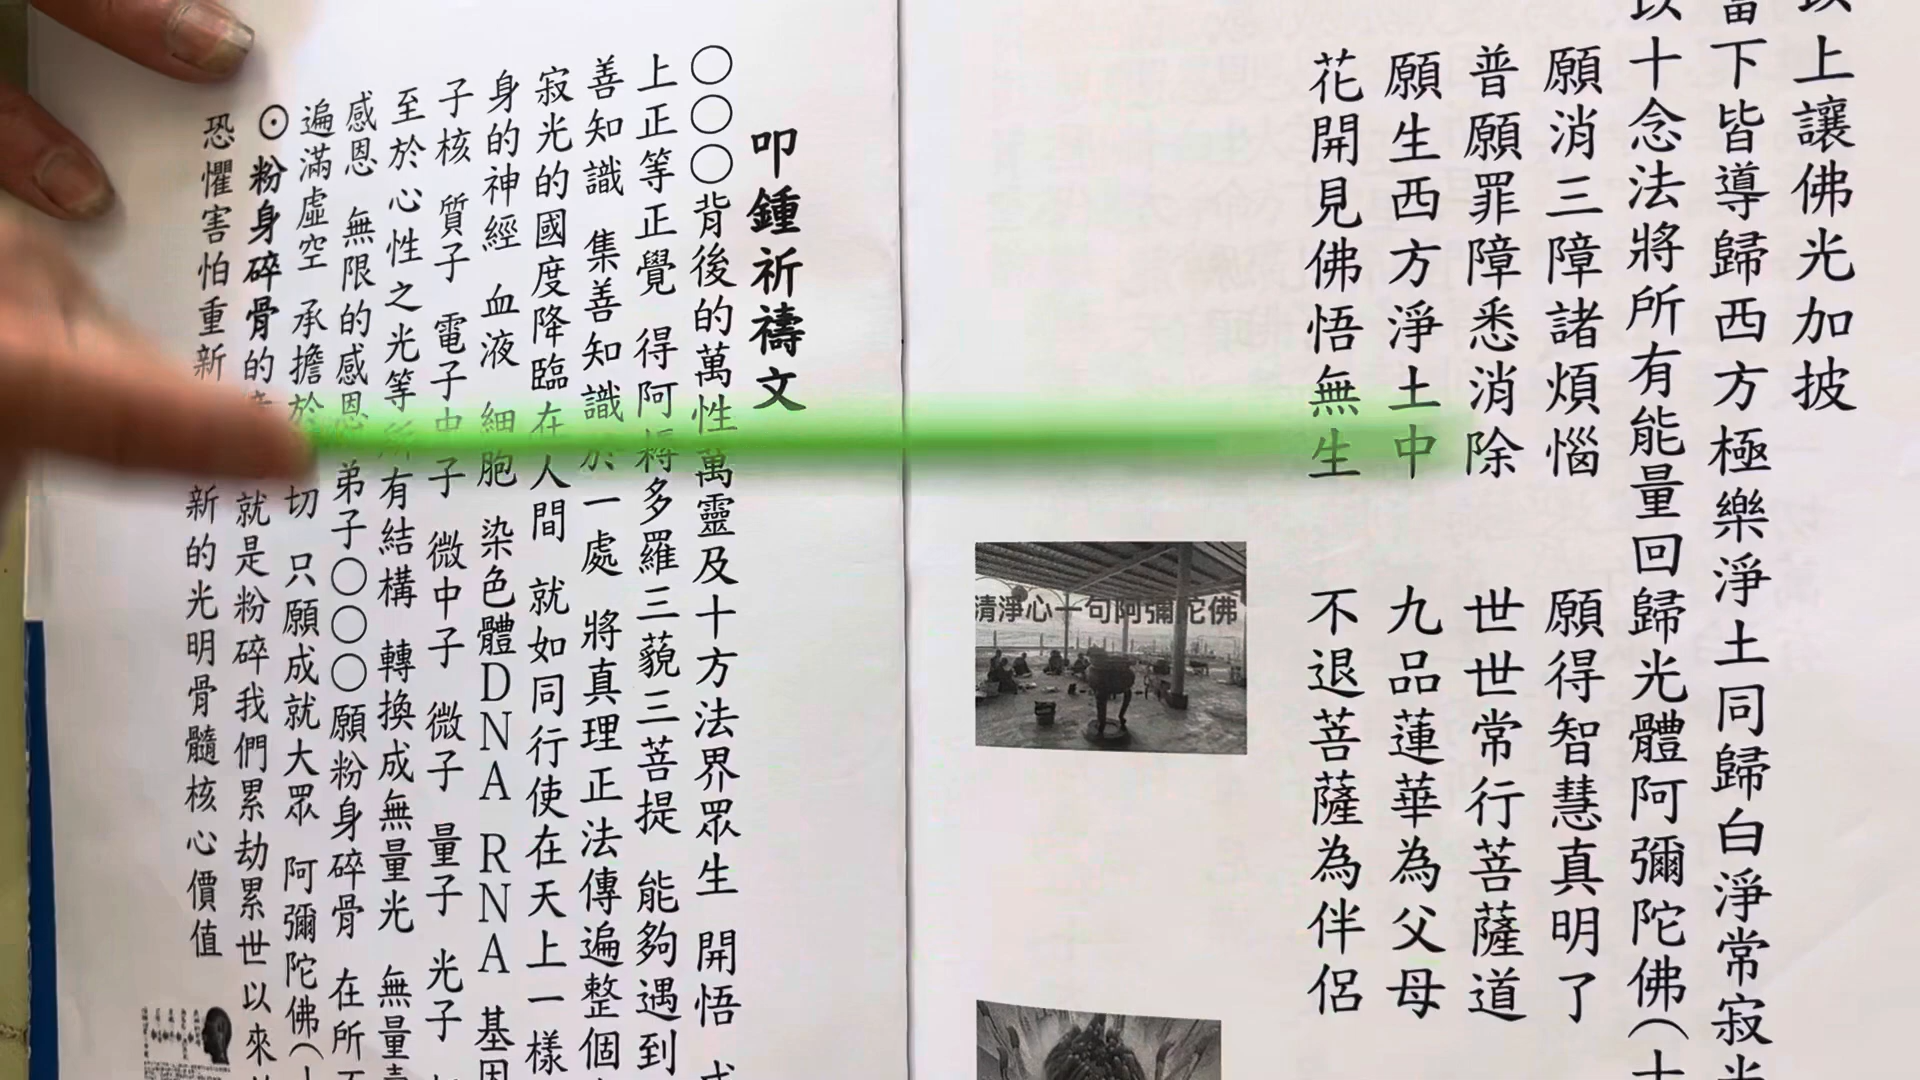 上讓佛光加披
當下皆導歸西方極樂淨土同歸白淨常寂光
以十念法將所有能量回歸光體阿彌陀佛(十
願消三障諸煩惱 願得智慧真明了
普願罪障悉消除 世世常行菩薩道
願生西方淨土中 九品蓮華為父母
花開見佛悟無生 不退菩薩為伴侶
清淨心一句阿彌陀佛
叩鍾祈禱文
○○○背後的萬性萬靈及十方法界眾生 開悟 成
上正等正覺 得阿耨多羅三藐三菩提 能夠遇到
善知識 集善知識於一處 將真理正法傳遍整個
寂光的國度降臨在人間 就如同行使在天上一樣
身的神經 血液 細胞 染色體DNA RNA 基因
子核 質子 電子中子 微中子 微子 量子 光子
至於心性之光等所有結構 轉換成無量光 無量壽
感恩 無限的感恩 弟子○○○願粉身碎骨 在所不
遍滿虛空 承擔於 切 只願成就大眾 阿彌陀佛(十
⊙粉身碎骨的 就是粉碎我們累劫累世以來
恐懼害怕重新 新的光明骨髓核心價值